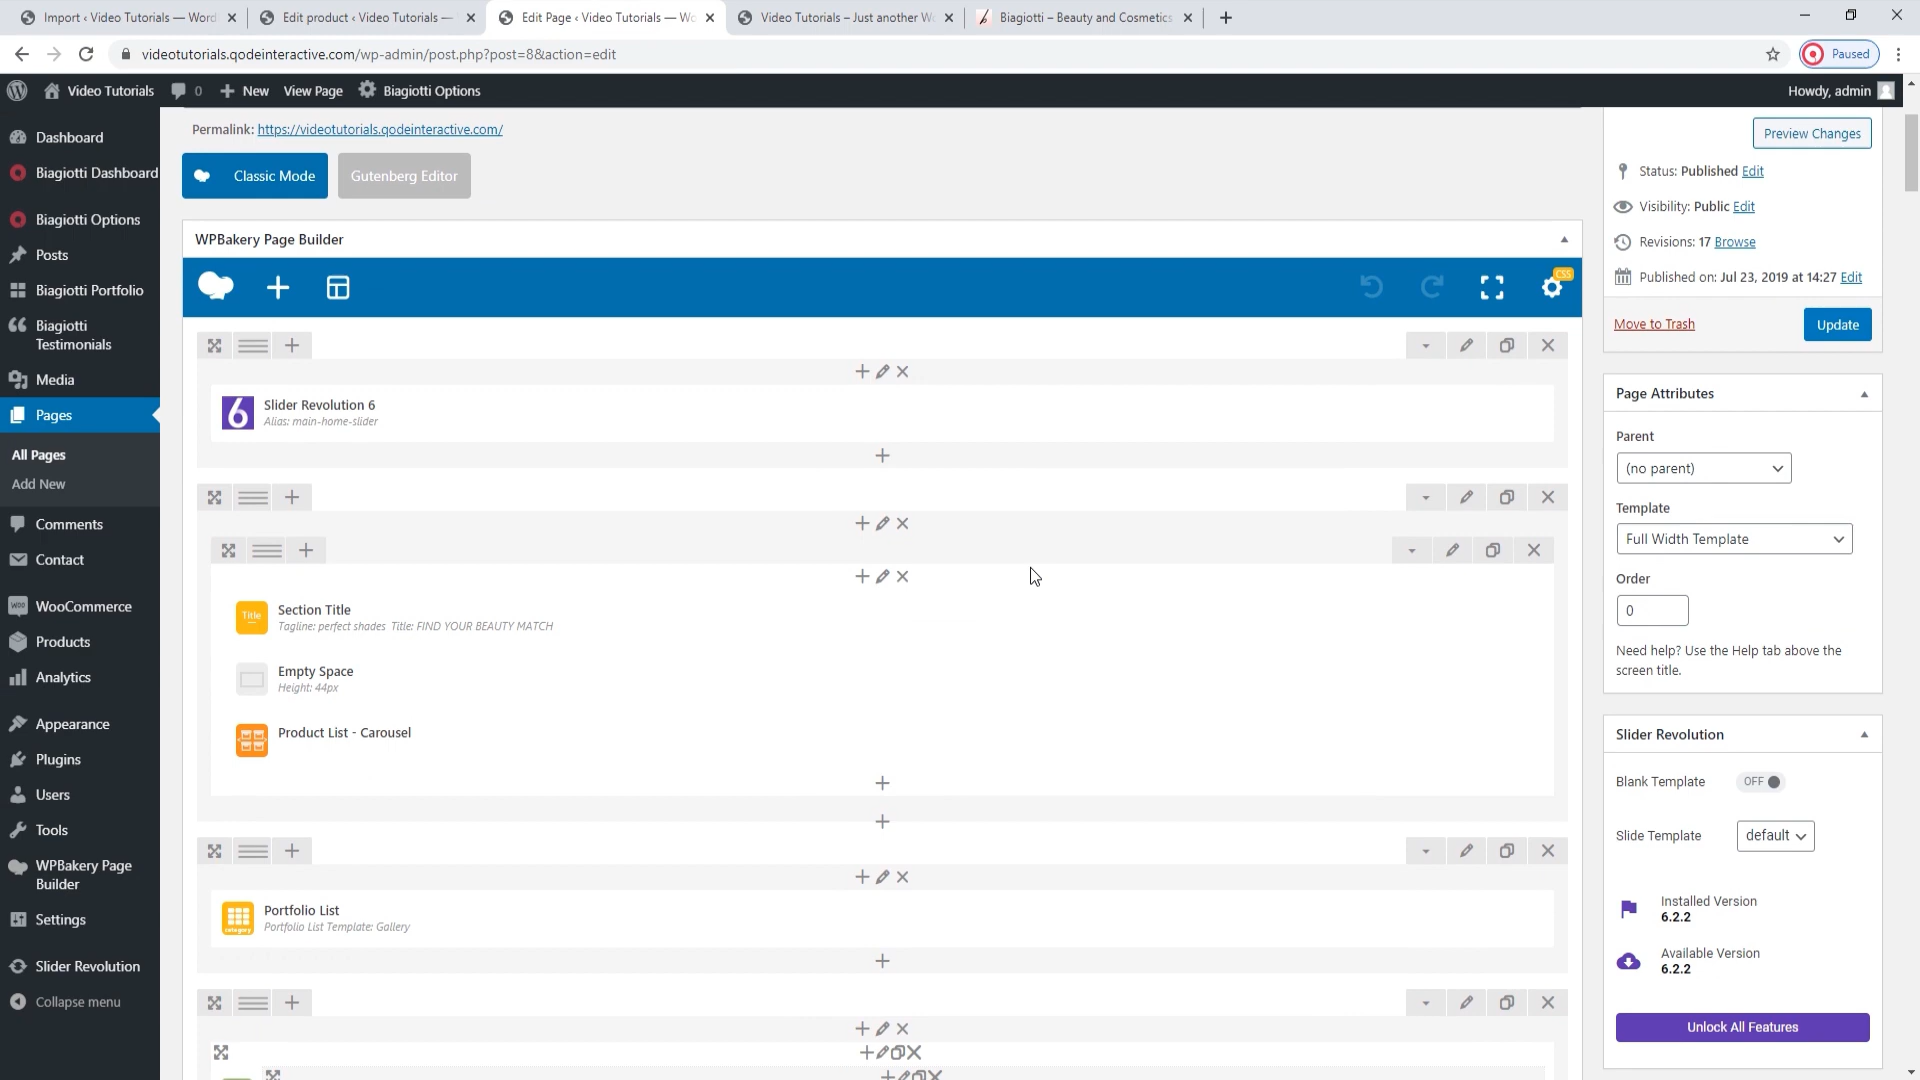 Import ‹ Video Tutorials — Word
Edit product ‹ Video Tutorials —
Edit Page ‹ Video Tutorials — Wo
Video Tutorials – Just another Wo
Biagiotti – Beauty and Cosmetics
videotutorials.qodeinteractive.com/wp-admin/post.php?post=8&action=edit
Paused
Video Tutorials
0
New
View Page
Biagiotti Options
Howdy, admin
Dashboard
Biagiotti Dashboard
Biagiotti Options
Posts
Biagiotti Portfolio
Biagiotti
Testimonials
Media
Pages
All Pages
Add New
Comments
Contact
WooCommerce
Products
Analytics
Appearance
Plugins
Users
Tools
WPBakery Page
Builder
Settings
Slider Revolution
Collapse menu
Permalink: https://videotutorials.qodeinteractive.com/
Classic Mode
Gutenberg Editor
WPBakery Page Builder
CSS
6
Slider Revolution 6
Alias: main-home-slider
Title
Section Title
Tagline: perfect shades Title: FIND YOUR BEAUTY MATCH
Empty Space
Height: 44px
Product List - Carousel
category
Portfolio List
Portfolio List Template: Gallery
Preview Changes
Status: Published Edit
Visibility: Public Edit
Revisions: 17 Browse
Published on: Jul 23, 2019 at 14:27 Edit
Move to Trash
Update
Page Attributes
Parent
(no parent)
Template
Full Width Template
Order
0
Need help? Use the Help tab above the
screen title.
Slider Revolution
Blank Template
OFF
Slide Template
default
Installed Version
6.2.2
Available Version
6.2.2
Unlock All Features